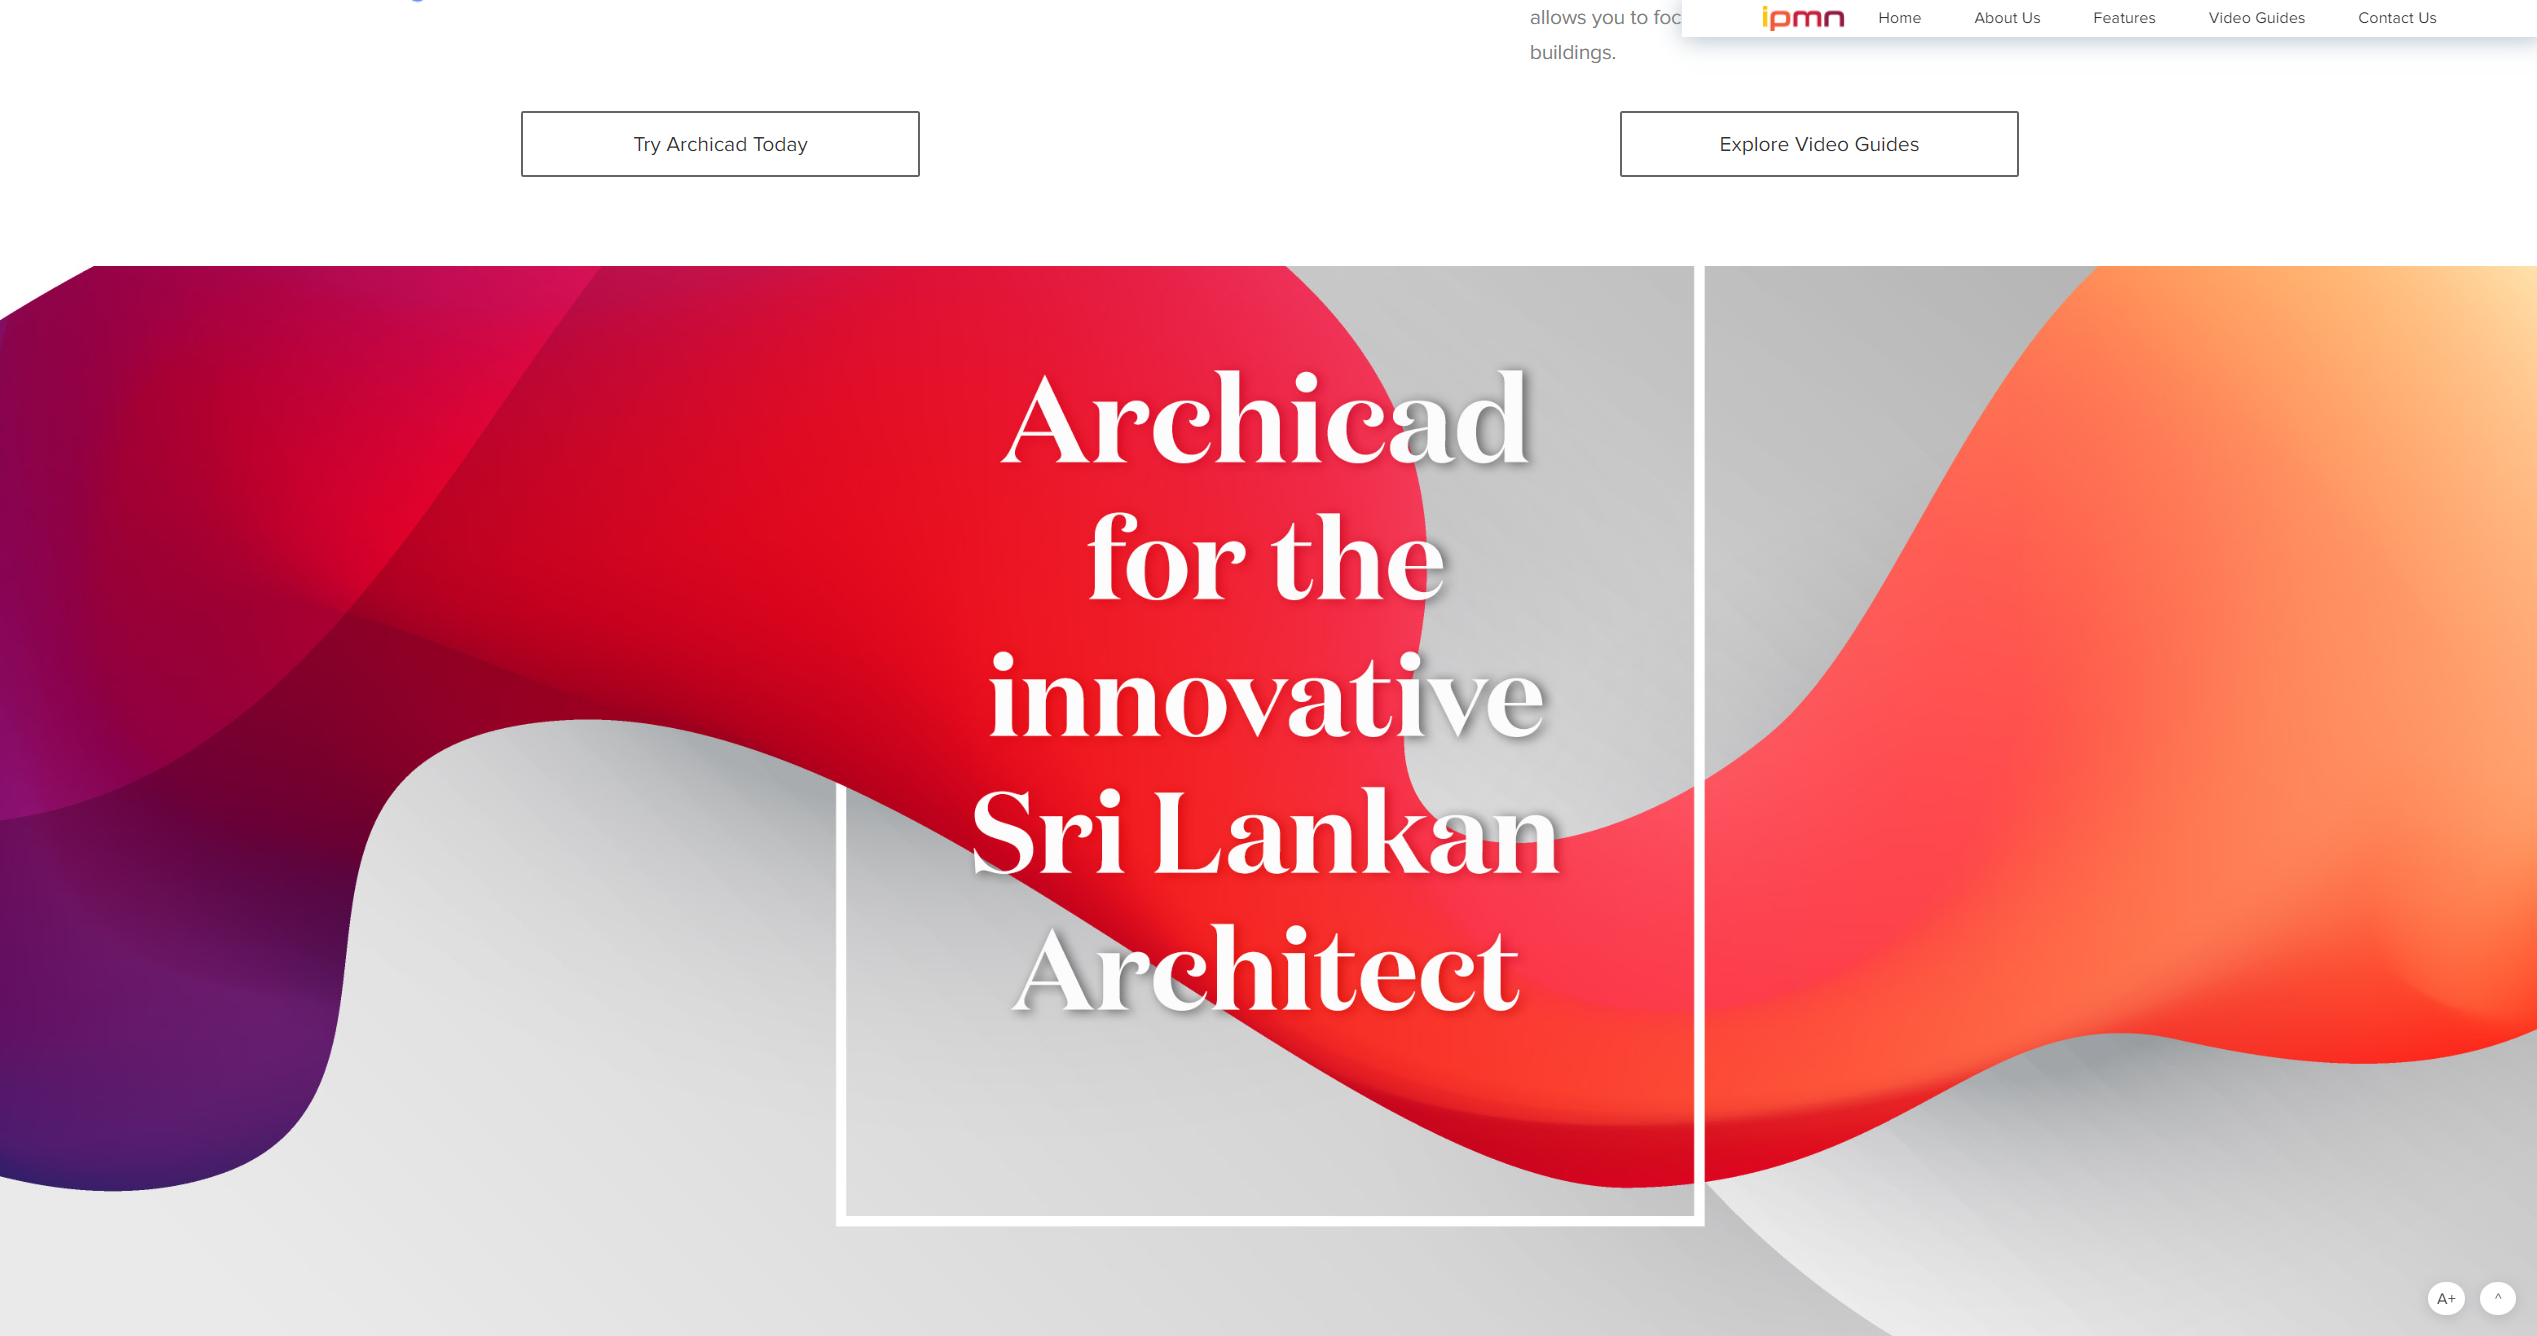 allows you to foc
buildings.
ipmn
Home
About Us
Features
Video Guides
Contact Us
Try Archicad Today
Explore Video Guides
Archicad
for the
innovative
Sri Lankan
Architect
A+
^